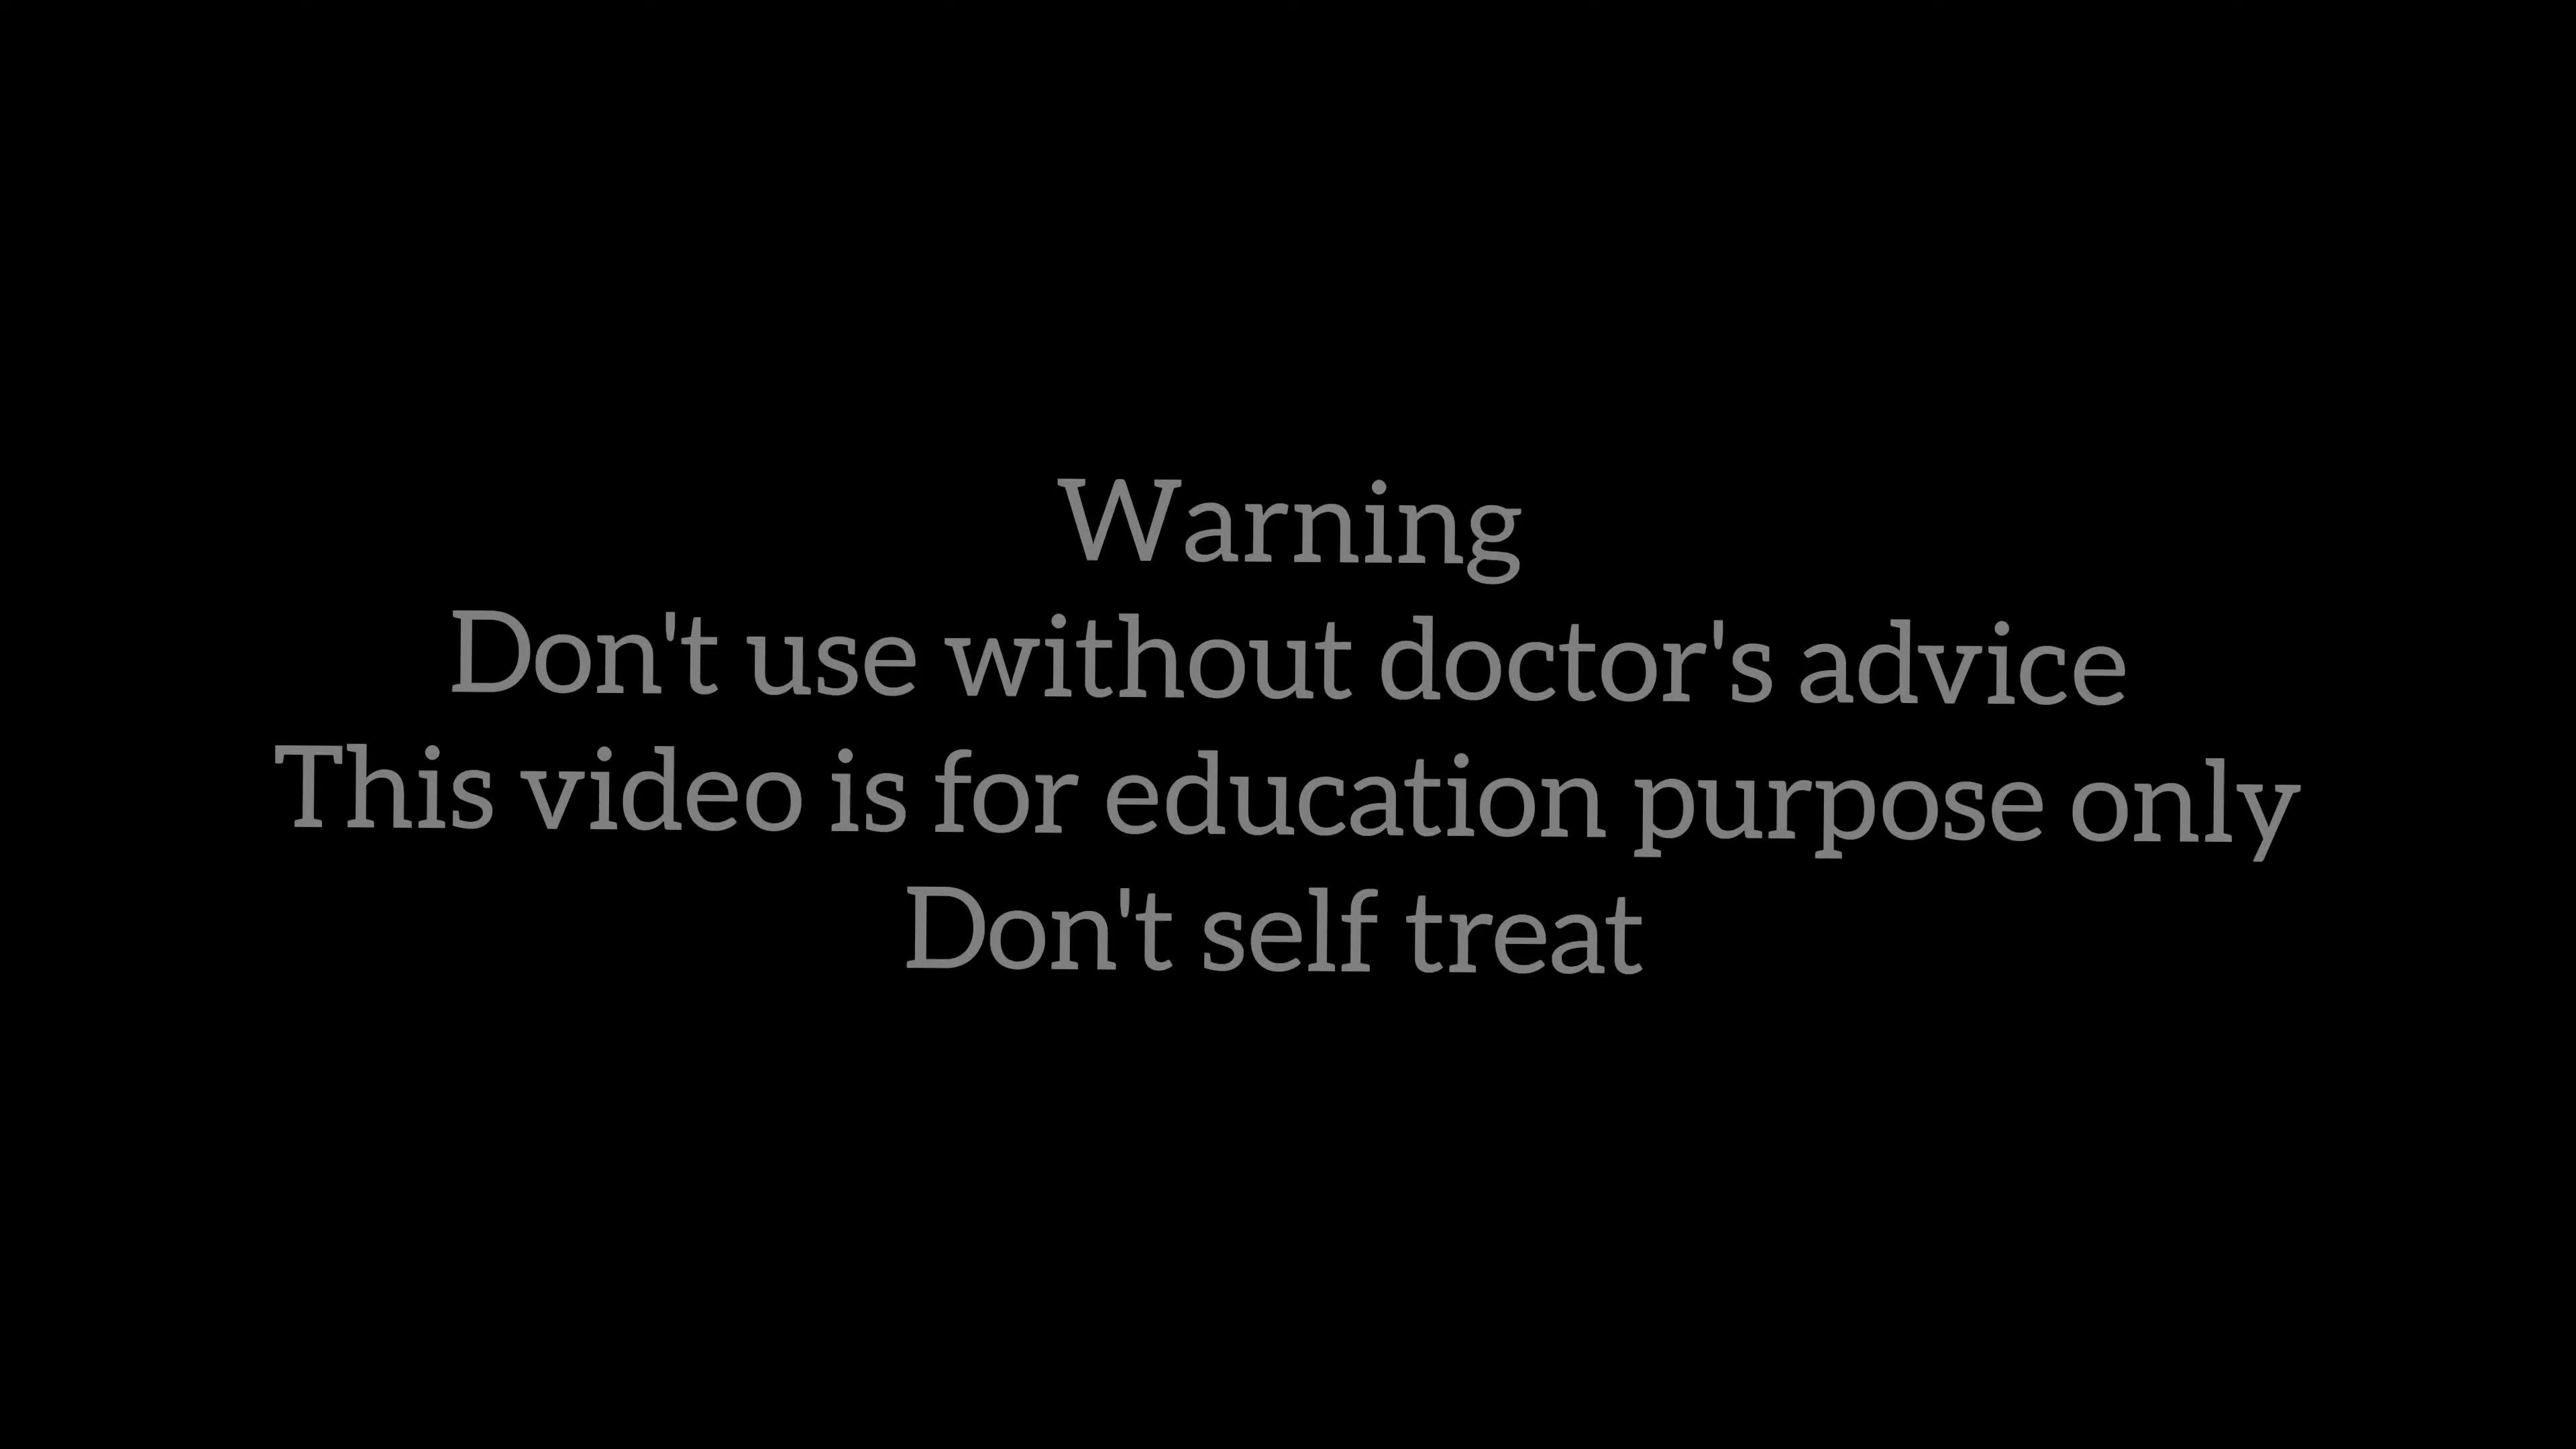 Warning
Don't use without doctor's advice
This video is for education purpose only
Don't self treat